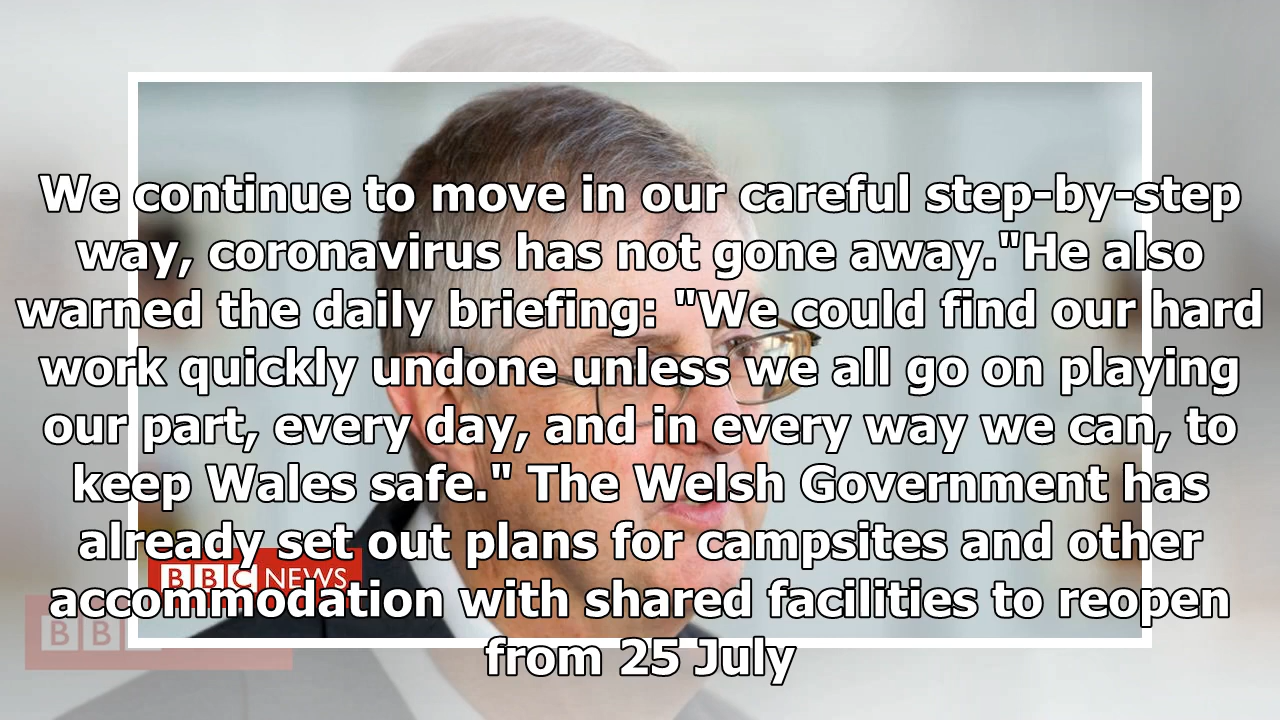 We continue to move in our careful step-by-step
way, coronavirus has not gone away."He also
warned the daily briefing: "We could find our hard
work quickly undone unless we all go on playing
our part, every day, and in every way we can, to
keep Wales safe." The Welsh Government has
already set out plans for campsites and other
BBC NEWS
accommodation with shared facilities to reopen
BB
from 25 July